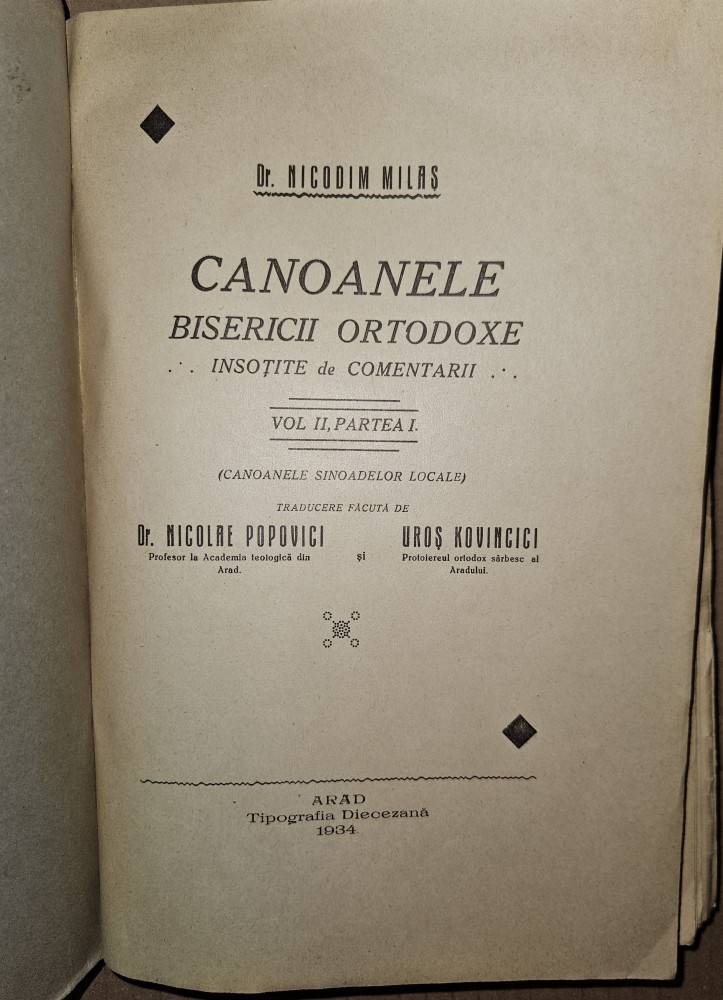 Dr. NICODIM MILAȘ
CANOANELE
BISERICII ORTODOXE
INSOȚITE de COMENTARII
VOL II, PARTEA I.
(CANOANELE SINOADELOR LOCALE)
TRADUCERE FĂCUTĂ DE
Dr. NICOLAE POPOVICI
Profesor la Academia teologică din
Arad.
și
UROȘ KOVINCICI
Protoiereul ortodox sârbesc al
Aradului.
ARAD
Tipografia Diecezană
1934